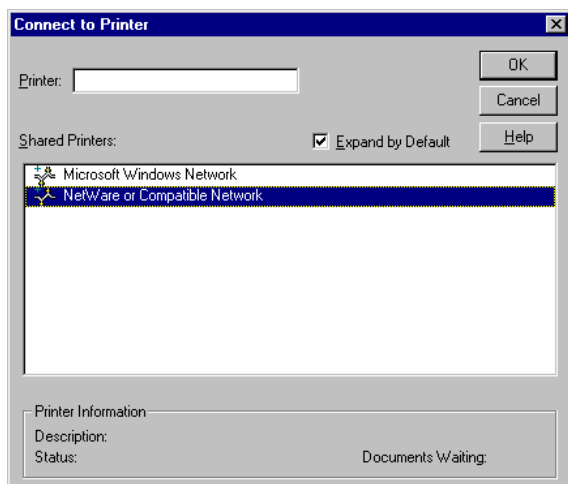 Connect to Printer
Printer:
OK
Cancel
Help
Shared Printers:
Expand by Default
Microsoft Windows Network
NetWare or Compatible Network
Printer Information
Description:
Status:
Documents Waiting: